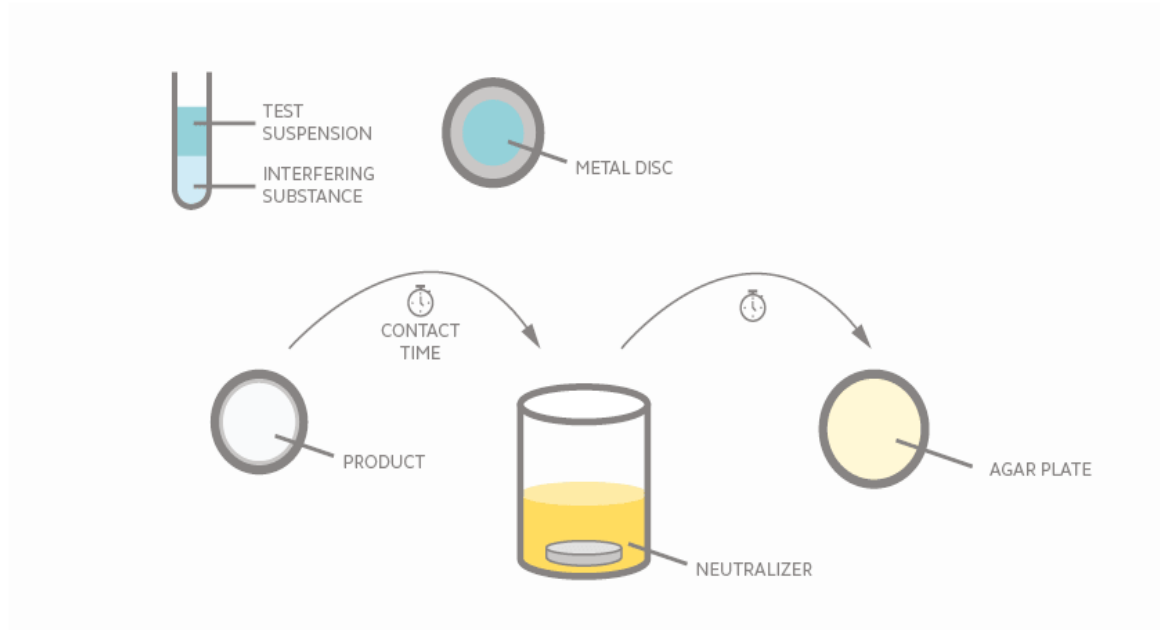 TEST
SUSPENSION
INTERFERING
SUBSTANCE
METAL DISC
CONTACT
TIME
PRODUCT
AGAR PLATE
NEUTRALIZER